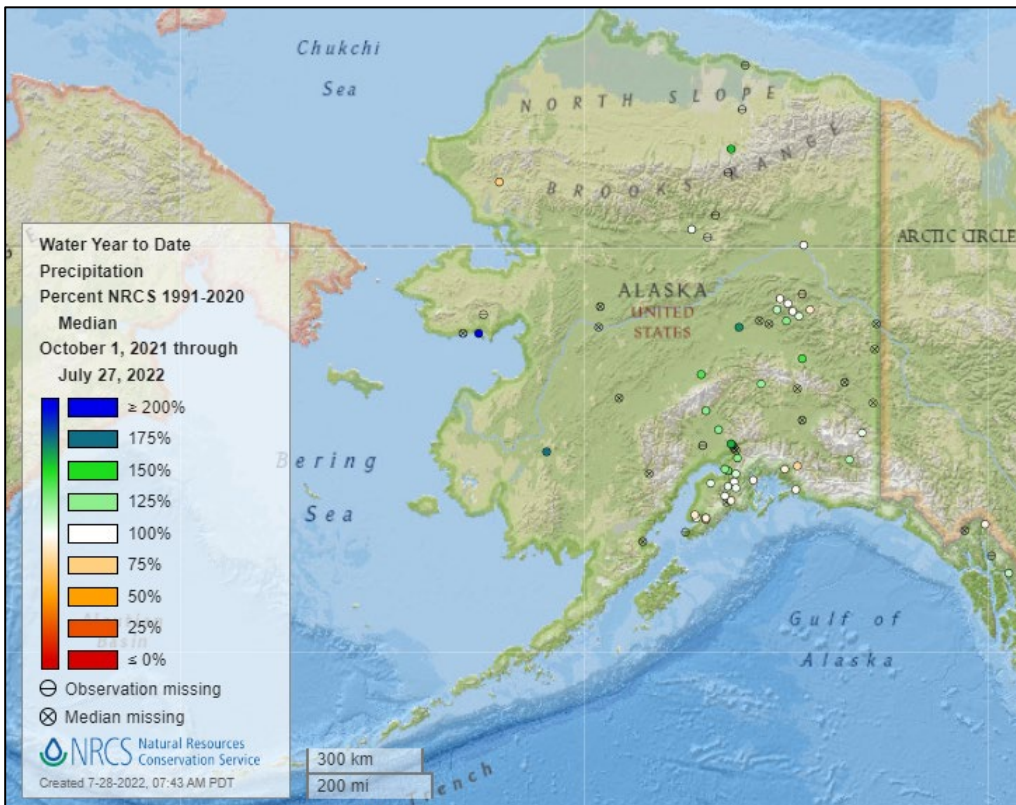 Chukchi
Sea
NORTH SLOPE
BROOKS RANGE
ARCTIC CIRCLE
ALASKA
UNITED
STATES
Bering
Sea
Gulf of
Alaska
Trench
Water Year to Date
Precipitation
Percent NRCS 1991-2020
Median
October 1, 2021 through
July 27, 2022
≥ 200%
175%
150%
125%
100%
75%
50%
25%
≤ 0%
Observation missing
Median missing
NRCS Natural Resources
Conservation Service
Created 7-28-2022, 07:43 AM PDT
300 km
200 mi